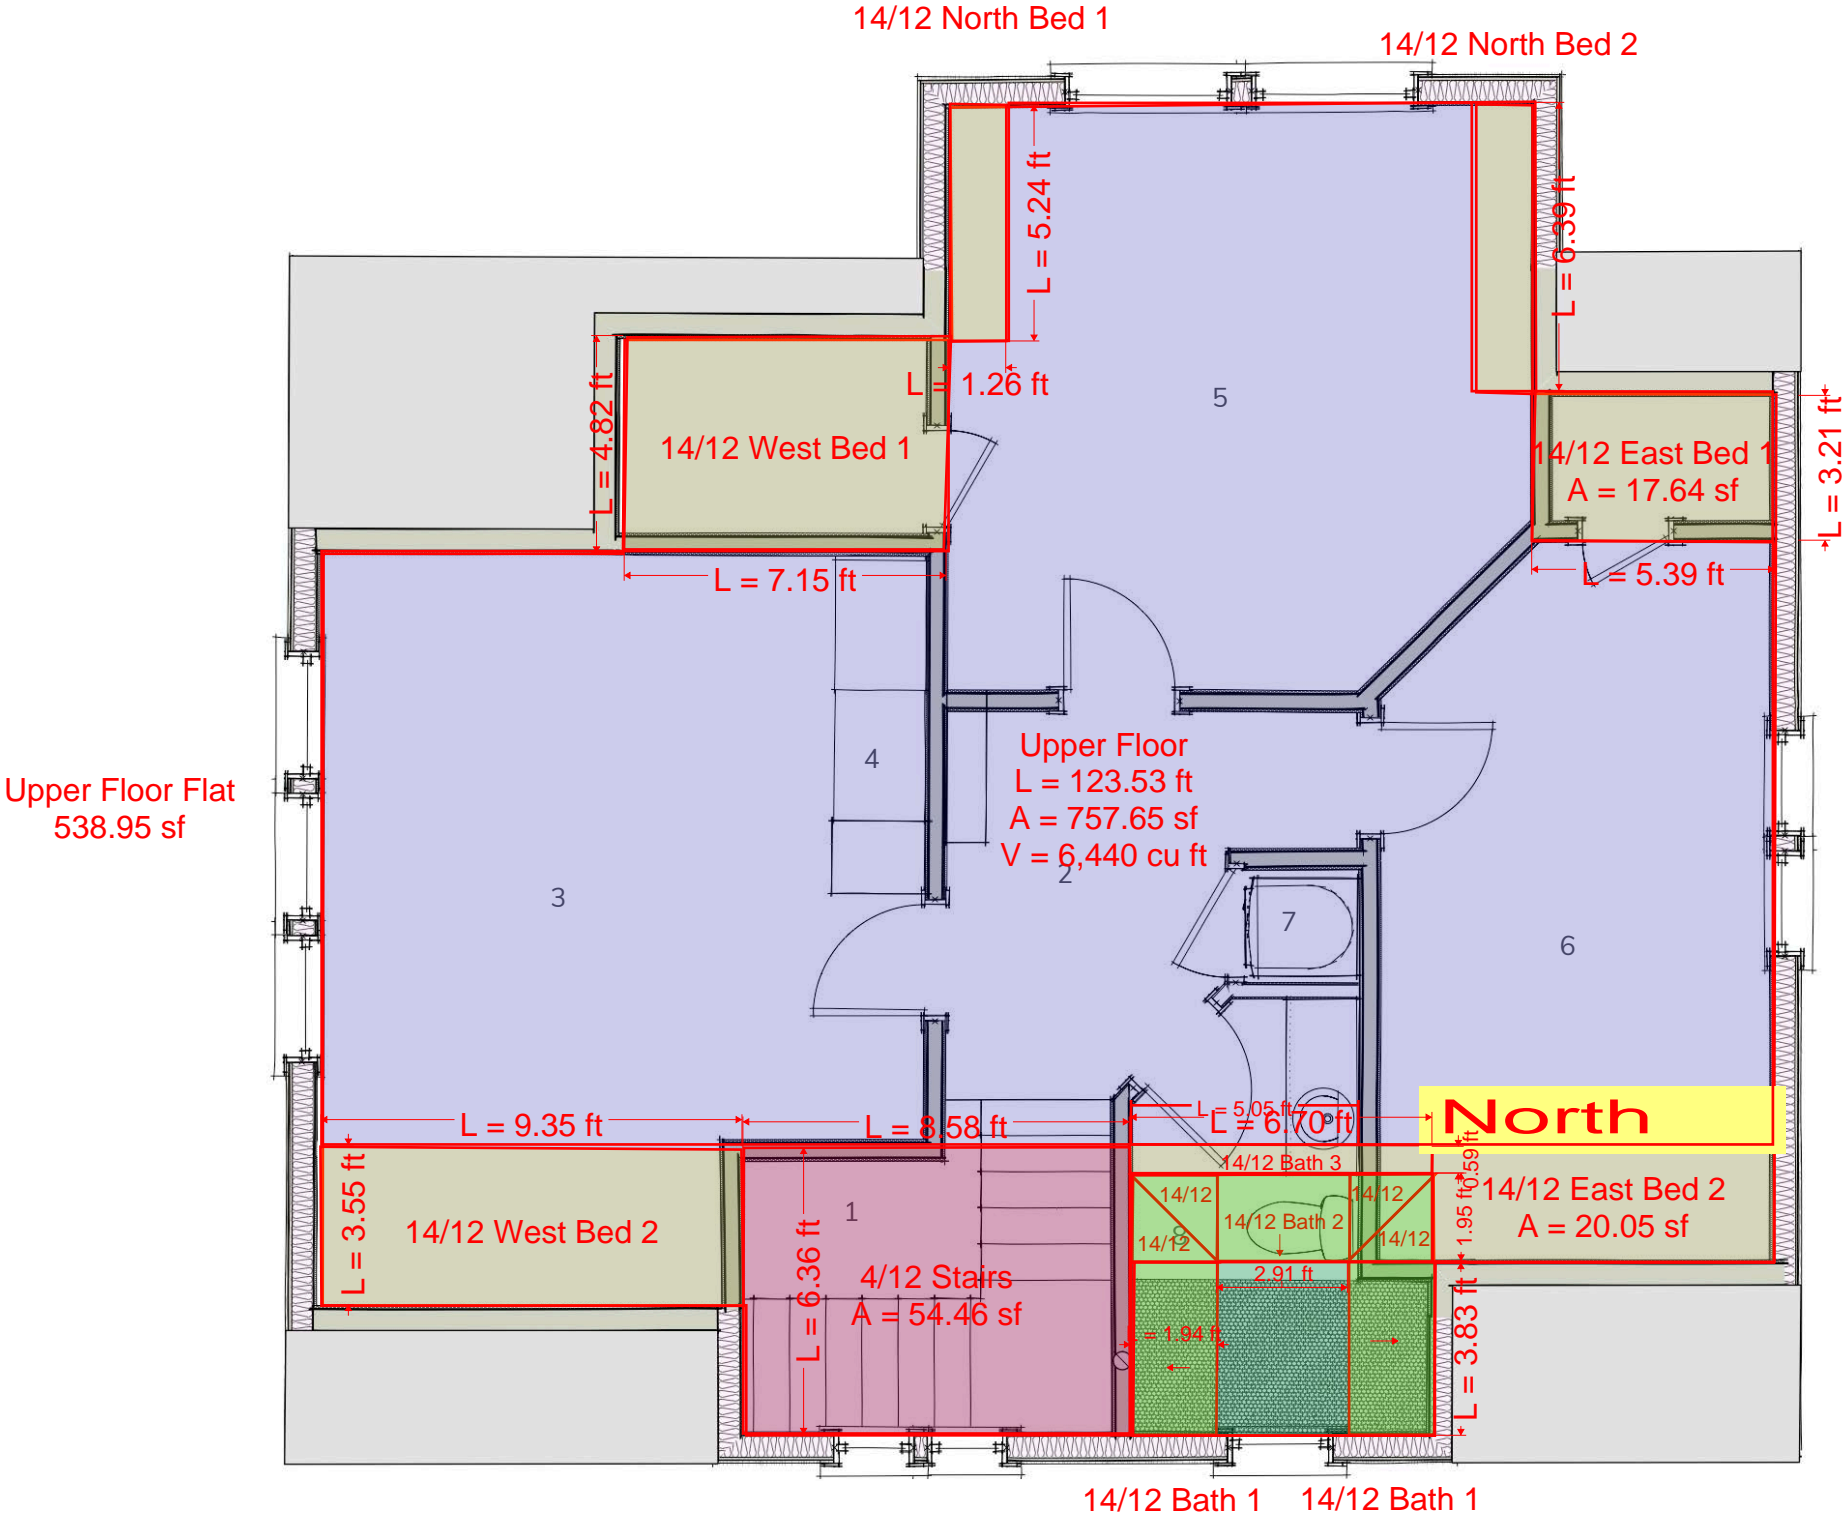 14/12 North Bed 1
14/12 North Bed 2
L = 5.24 ft
L = 6.39 ft
L = 1.26 ft
5
L = 4.82 ft
14/12 West Bed 1
14/12 East Bed 1
A = 17.64 sf
L = 3.21 ft
L = 7.15 ft
L = 5.39 ft
4
Upper Floor
L = 123.53 ft
A = 757.65 sf
V = 6,440 cu ft
2
Upper Floor Flat
538.95 sf
3
7
6
L = 9.35 ft
L = 8.58 ft
L = 5.05 ft
L = 6.70 ft
North
L = 3.55 ft
14/12 West Bed 2
1
L = 6.36 ft
4/12 Stairs
A = 54.46 sf
14/12 Bath 3
0.59 ft
14/12
14/12
14/12 Bath 2
8
14/12
14/12
1.95 ft
14/12 East Bed 2
A = 20.05 sf
2.91 ft
L = 1.94 ft
L = 3.83 ft
14/12 Bath 1
14/12 Bath 1